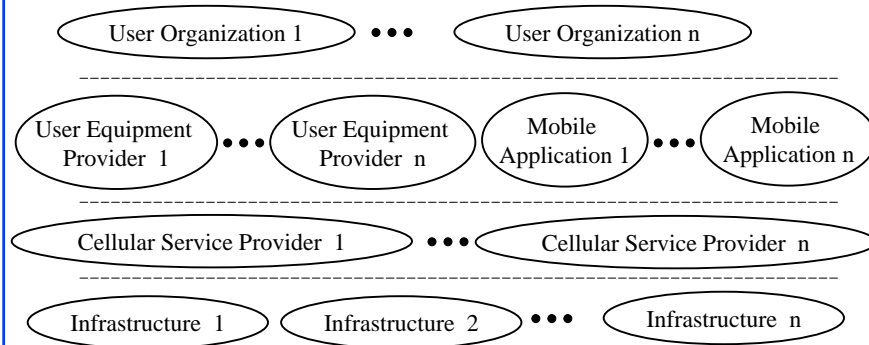 User Organization 1 ••• User Organization n
User Equipment Provider 1 ••• User Equipment Provider n Mobile Application 1 ••• Mobile Application n
Cellular Service Provider 1 ••• Cellular Service Provider n
Infrastructure 1 Infrastructure 2 ••• Infrastructure n